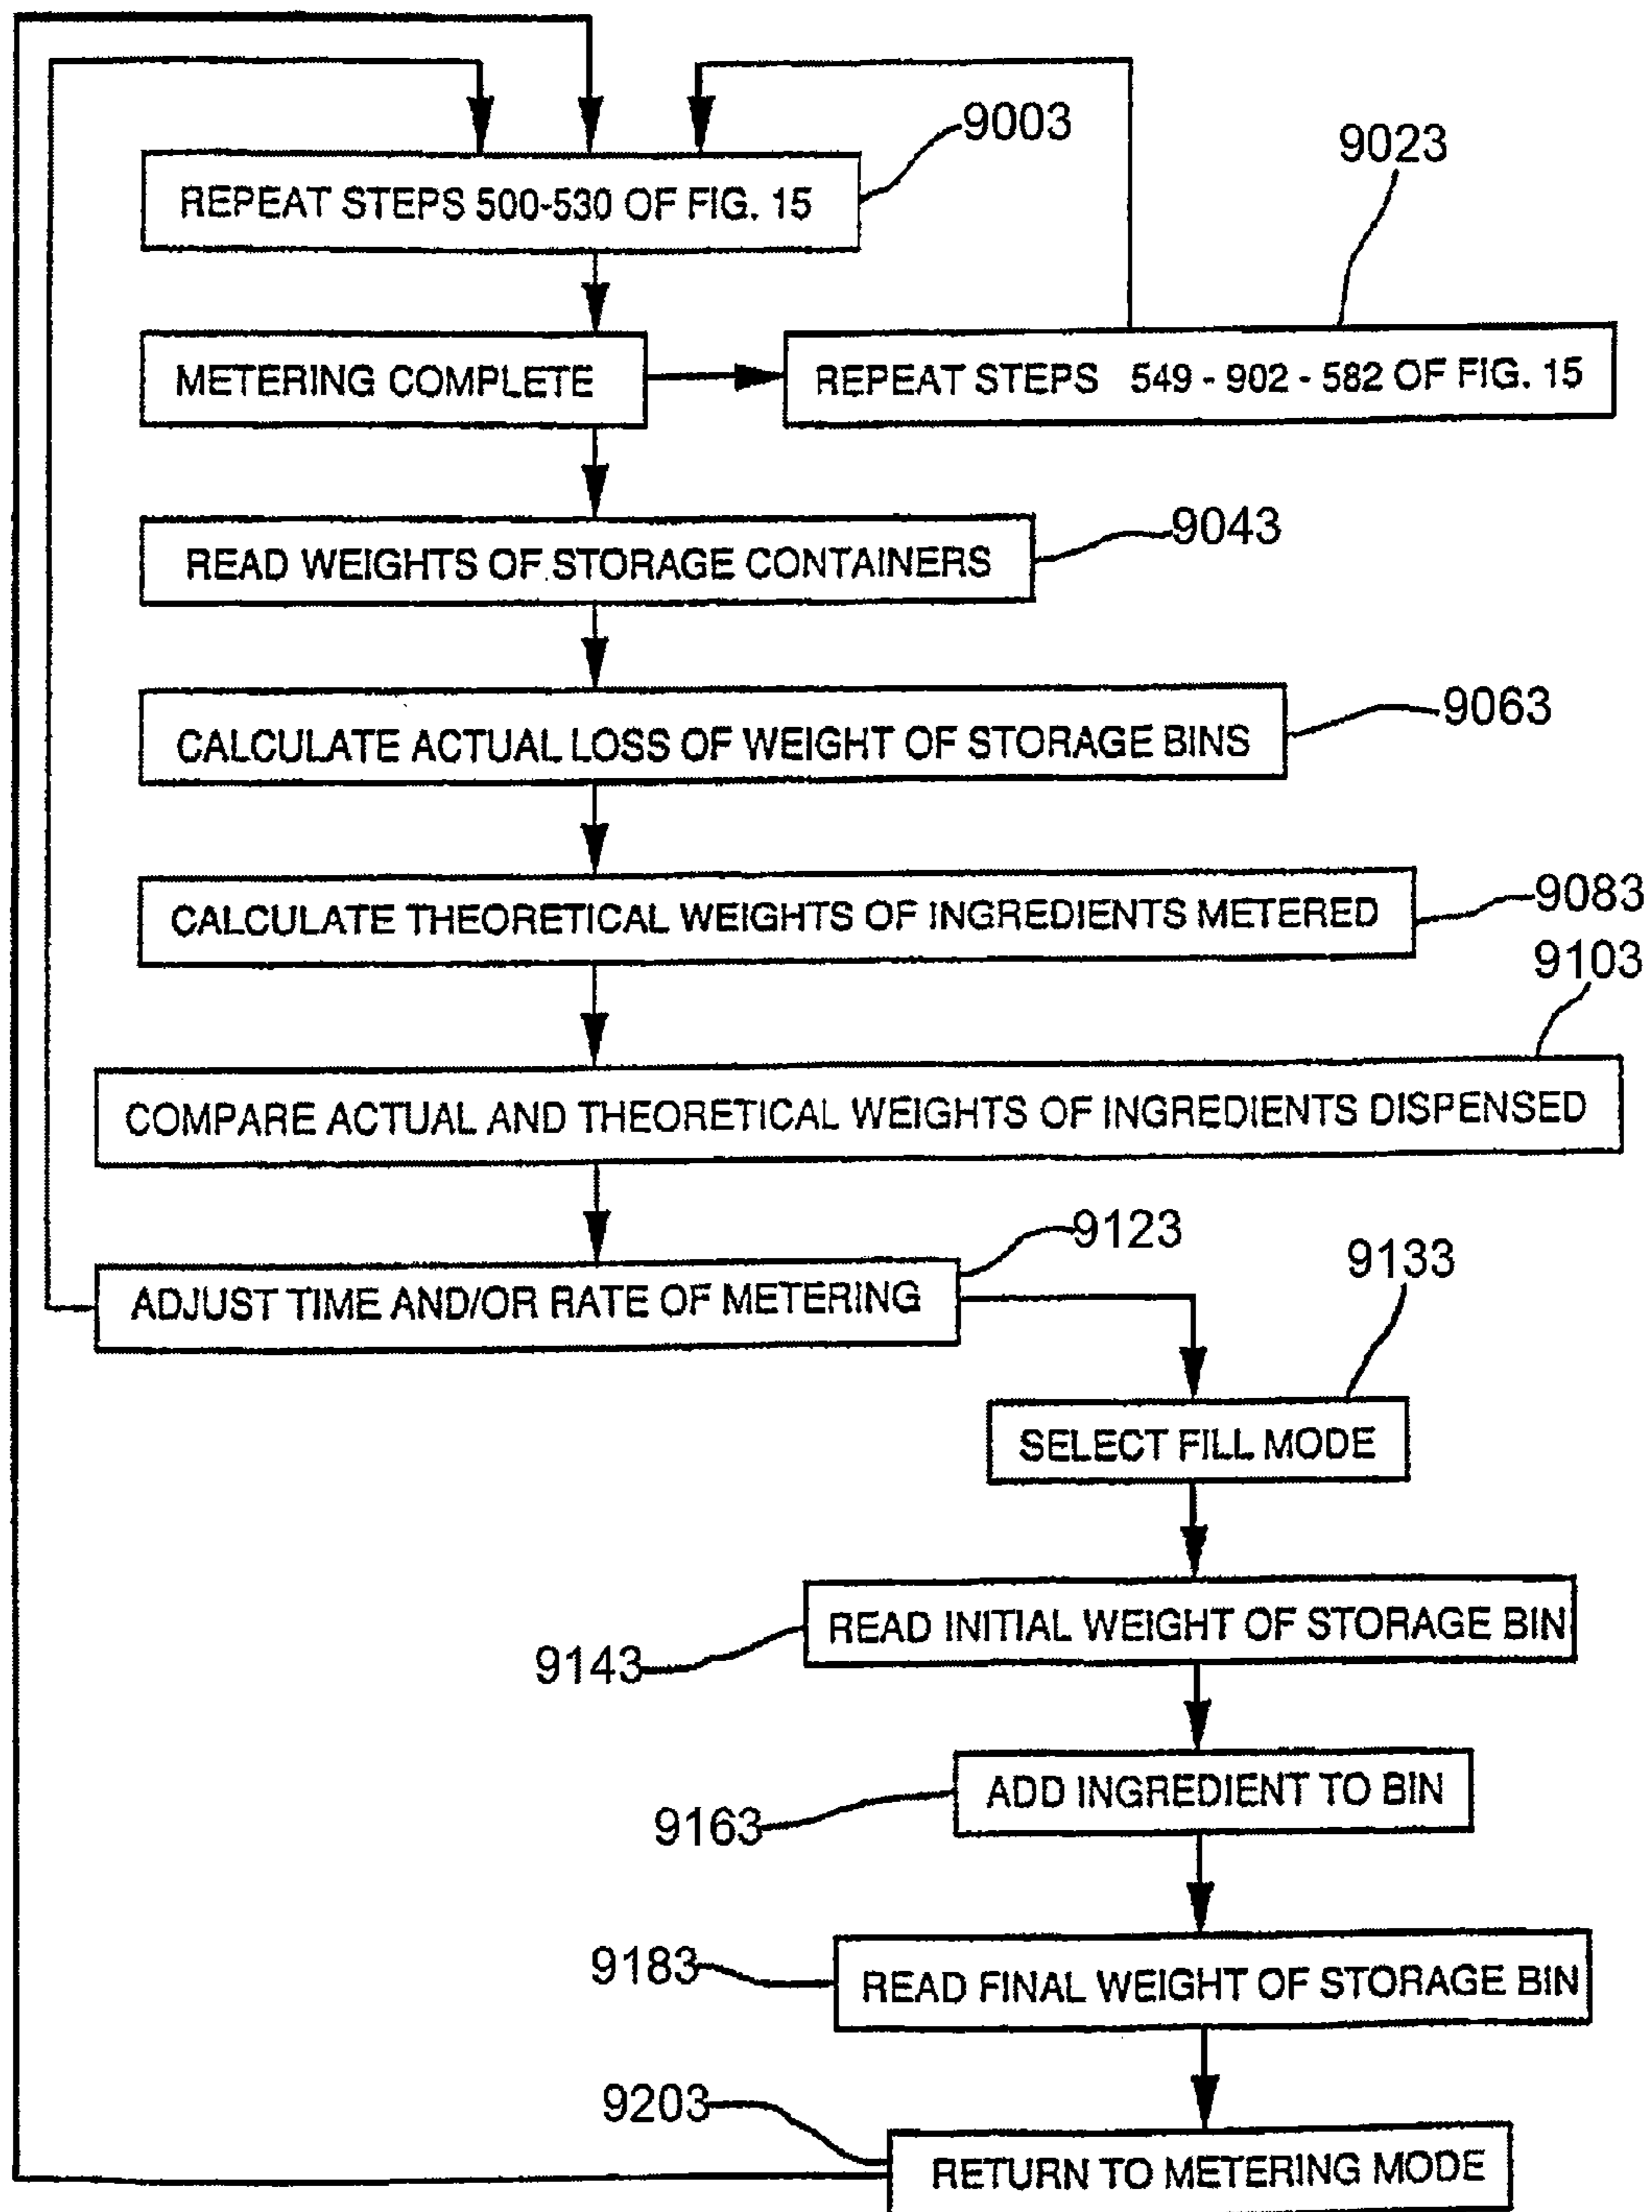 9003
REPEAT STEPS 500-530 OF FIG. 15
9023
METERING COMPLETE
REPEAT STEPS 549 - 902 - 582 OF FIG. 15
9043
READ WEIGHTS OF STORAGE CONTAINERS
9063
CALCULATE ACTUAL LOSS OF WEIGHT OF STORAGE BINS
9083
CALCULATE THEORETICAL WEIGHTS OF INGREDIENTS METERED
9103
COMPARE ACTUAL AND THEORETICAL WEIGHTS OF INGREDIENTS DISPENSED
9123
ADJUST TIME AND/OR RATE OF METERING
9133
SELECT FILL MODE
READ INITIAL WEIGHT OF STORAGE BIN
9143
ADD INGREDIENT TO BIN
9163
9183
READ FINAL WEIGHT OF STORAGE BIN
9203
RETURN TO METERING MODE